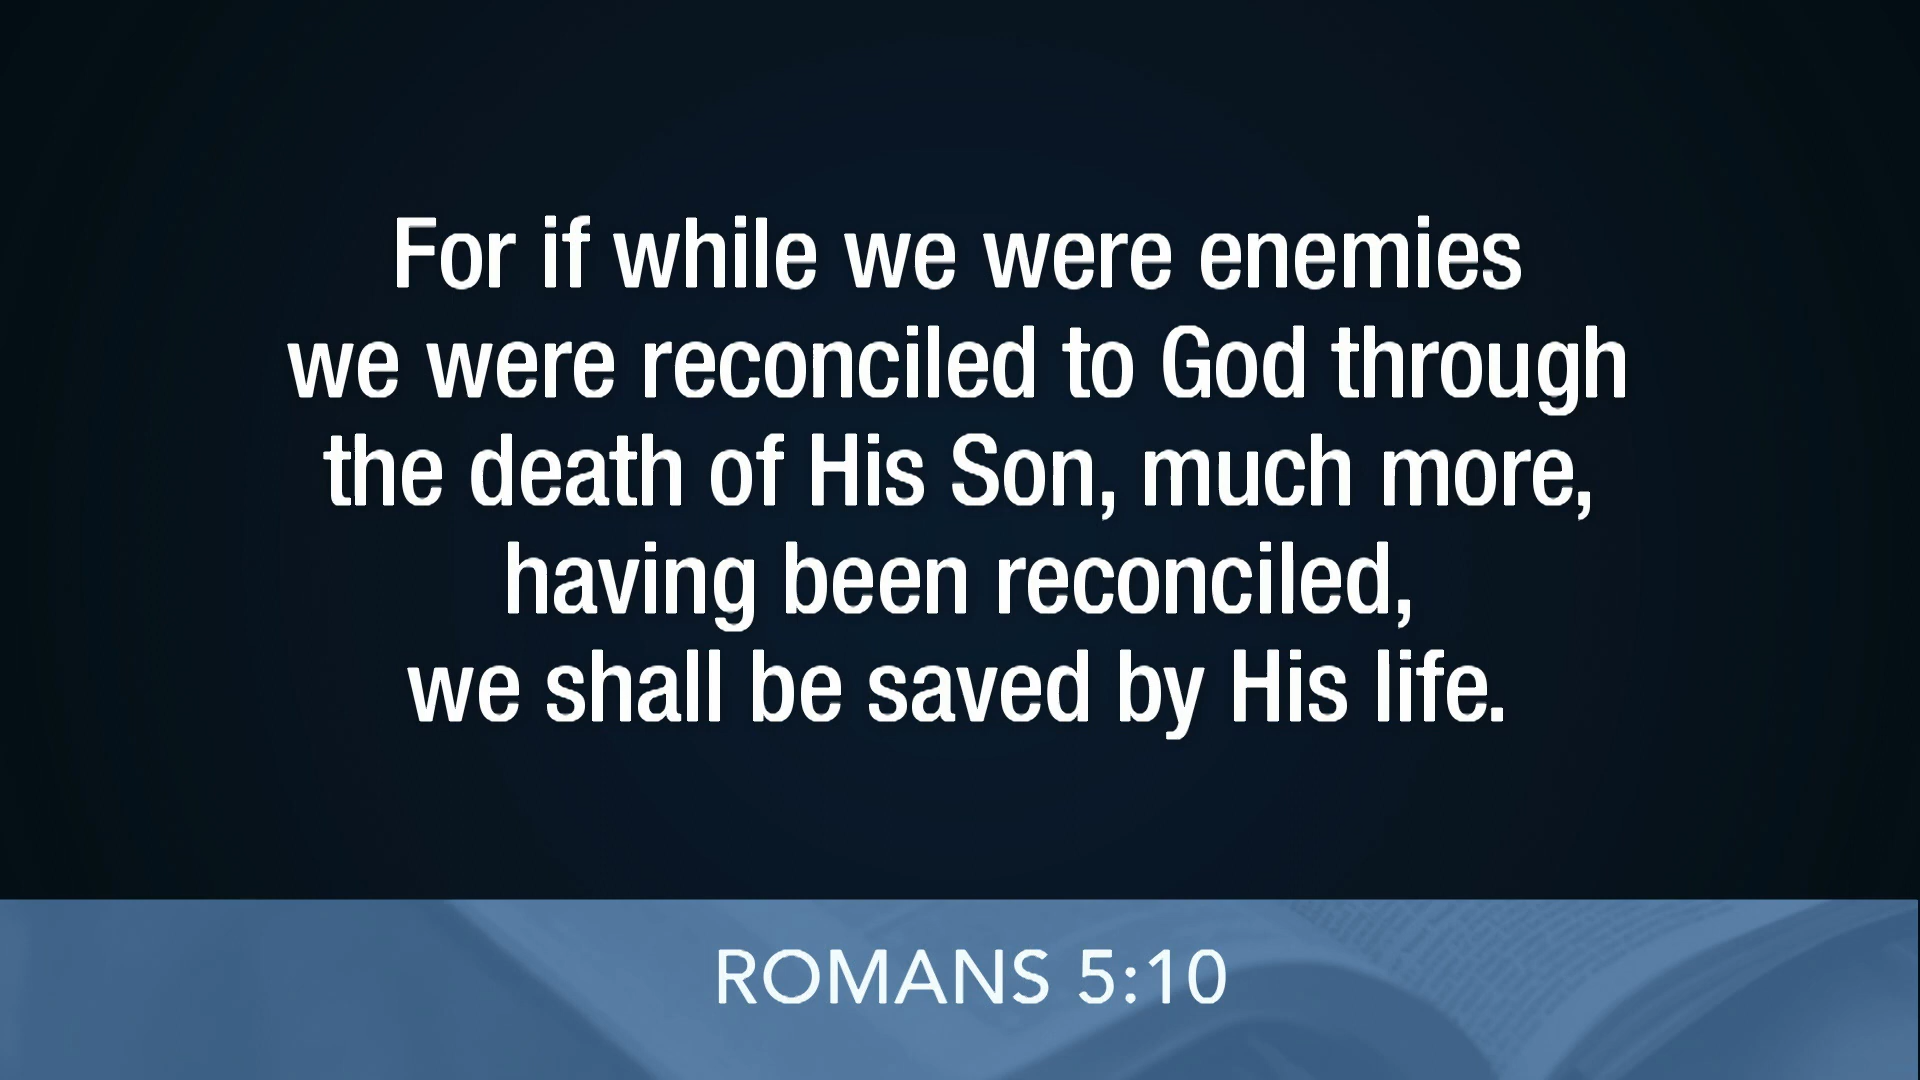 For if while we were enemies
we were reconciled to God through
the death of His Son, much more,
having been reconciled,
we shall be saved by His life.
ROMANS 5:10